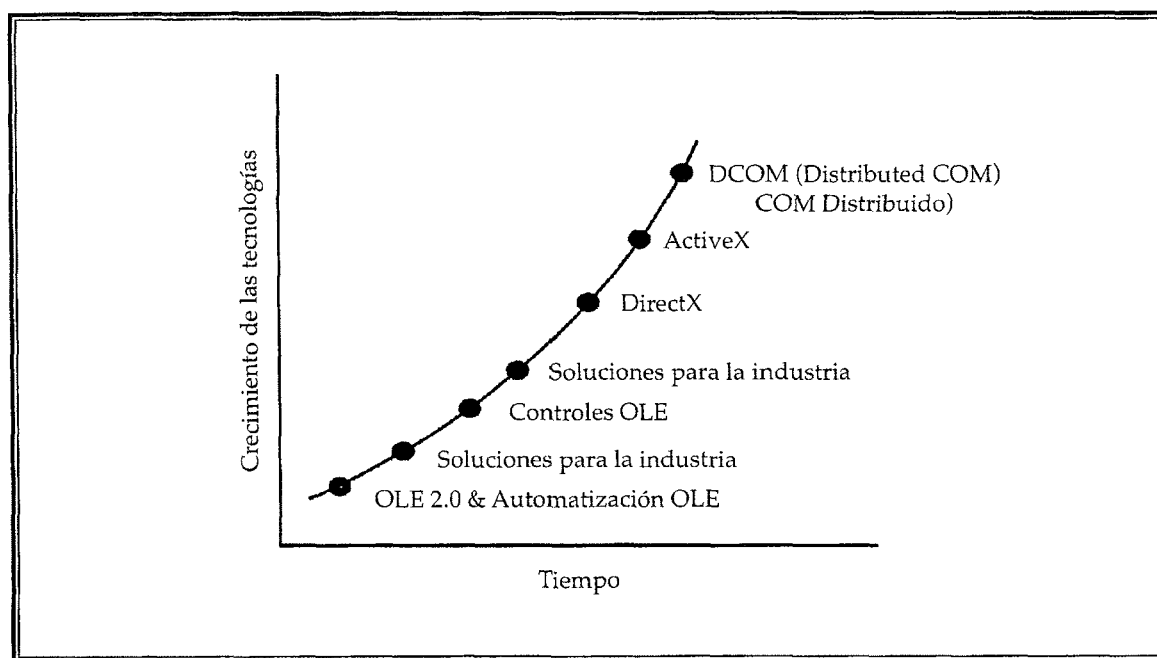 Crecimiento de las tecnologías
DCOM (Distributed COM)
COM Distribuido)
ActiveX
DirectX
Soluciones para la industria
Controles OLE
Soluciones para la industria
OLE 2.0 & Automatización OLE
Tiempo